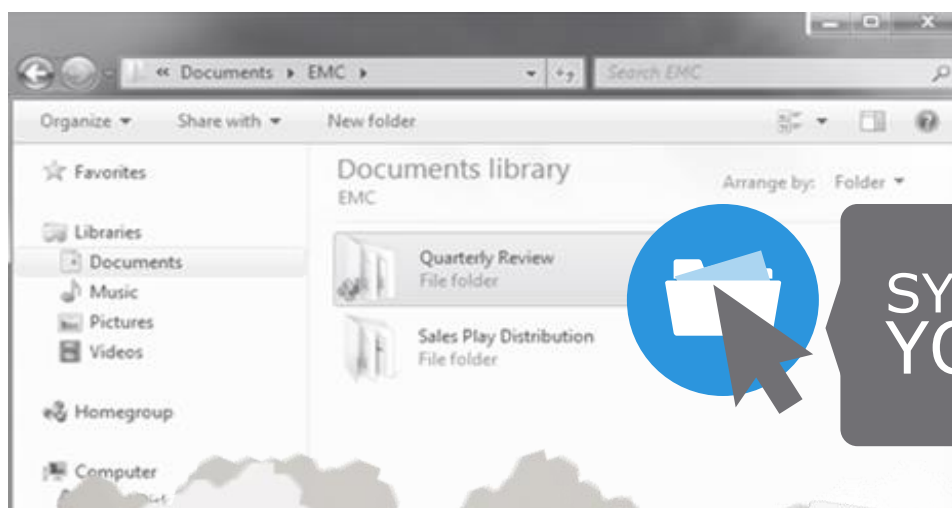 « Documents ▸ EMC ▸ Search EMC
Organize ▾ Share with ▾ New folder
Favorites
Libraries
Documents
Music
Pictures
Videos
Homegroup
Computer
Documents library
EMC
Arrange by: Folder ▾
Quarterly Review
File folder
Sales Play Distribution
File folder
SY
YO